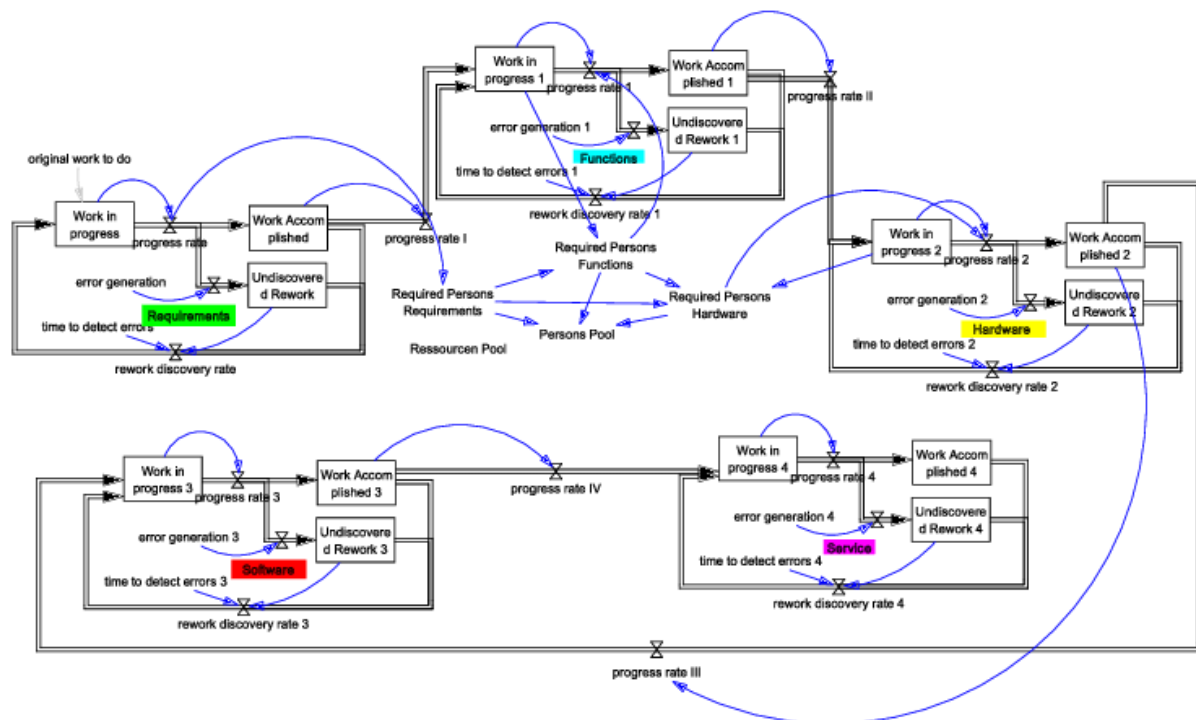 Work in
progress 1
Work Accom
plished 1
progress rate 1
progress rate II
error generation 1
Undiscovere
d Rework 1
Functions
time to detect errors 1
rework discovery rate 1
original work to do
Work in
progress
Work Accom
plished
progress rate
progress rate I
error generation
Undiscovere
d Rework
Requirements
time to detect errors
rework discovery rate
Required Persons
Functions
Required Persons
Requirements
Required Persons
Hardware
Persons Pool
Ressourcen Pool
Work in
progress 2
Work Accom
plished 2
progress rate 2
error generation 2
Undiscovere
d Rework 2
Hardware
time to detect errors 2
rework discovery rate 2
Work in
progress 3
Work Accom
plished 3
progress rate 3
progress rate IV
error generation 3
Undiscovere
d Rework 3
Software
time to detect errors 3
rework discovery rate 3
Work in
progress 4
Work Accom
plished 4
progress rate 4
error generation 4
Undiscovere
d Rework 4
Service
time to detect errors 4
rework discovery rate 4
progress rate III